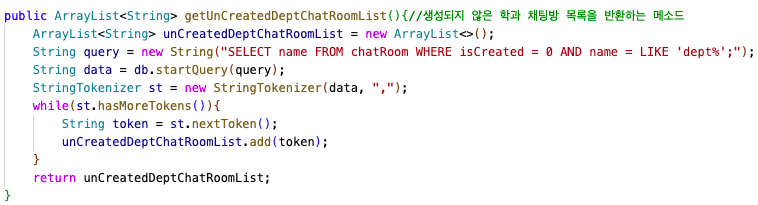 public ArrayList<String> getUnCreatedDeptChatRoomList(){//생성되지 않은 학과 채팅방 목록을 반환하는 메소드
    ArrayList<String> unCreatedDeptChatRoomList = new ArrayList<>();
    String query = new String("SELECT name FROM chatRoom WHERE isCreated = 0 AND name = LIKE 'dept%';");
    String data = db.startQuery(query);
    StringTokenizer st = new StringTokenizer(data, ",");
    while(st.hasMoreTokens()){
        String token = st.nextToken();
        unCreatedDeptChatRoomList.add(token);
    }
    return unCreatedDeptChatRoomList;
}